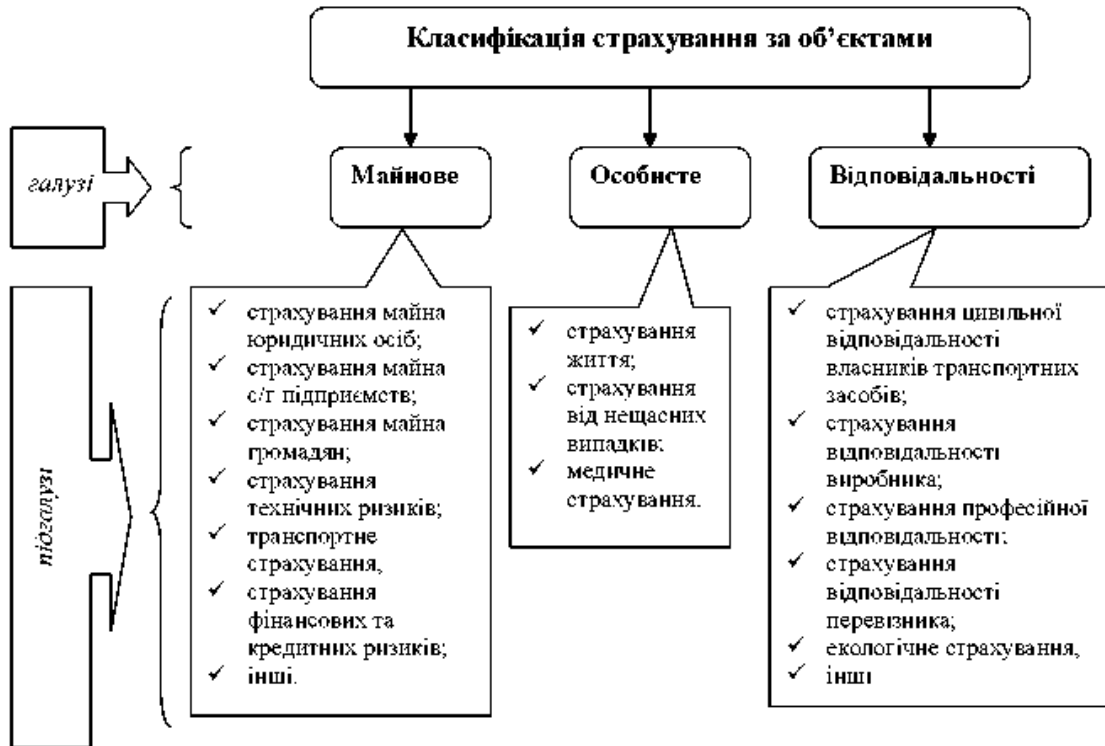 Класифікація страхування за об’єктами
галузі
Майнове
Особисте
Відповідальності
підгалузі
✓ страхування майна
юридичних осіб;
✓ страхування майна
с/г підприємств;
✓ страхування майна
громадян;
✓ страхування
технічних ризиків;
✓ транспортне
страхування,
✓ страхування
фінансових та
кредитних ризиків;
✓ інші.
✓ страхування
життя;
✓ страхування
від нещасних
випадків;
✓ медичне
страхування.
✓ страхування цивільної
відповідальності
власників транспортних
засобів;
✓ страхування
відповідальності
виробника;
✓ страхування професійної
відповідальності;
✓ страхування
відповідальності
перевізника;
✓ екологічне страхування,
✓ інші